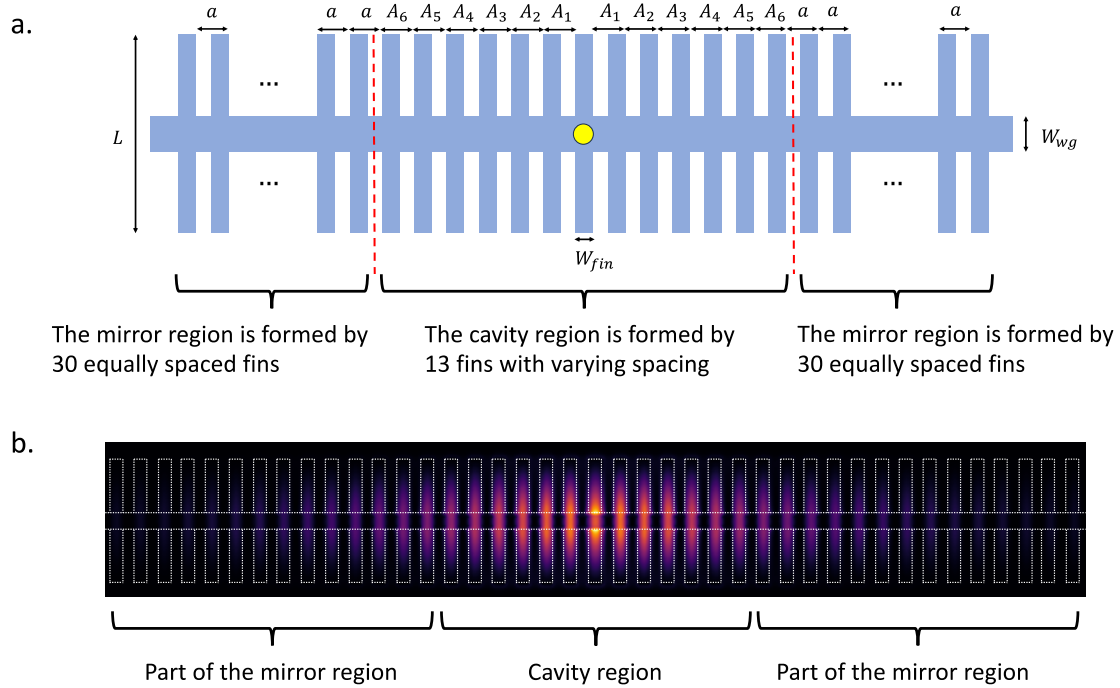 a.
a
a
a
A₆
A₅
A₄
A₃
A₂
A₁
A₁
A₂
A₃
A₄
A₅
A₆
a
a
a
...
...
L
W_wg
...
...
W_fin
The mirror region is formed by
30 equally spaced fins
The cavity region is formed by
13 fins with varying spacing
The mirror region is formed by
30 equally spaced fins
b.
Part of the mirror region
Cavity region
Part of the mirror region